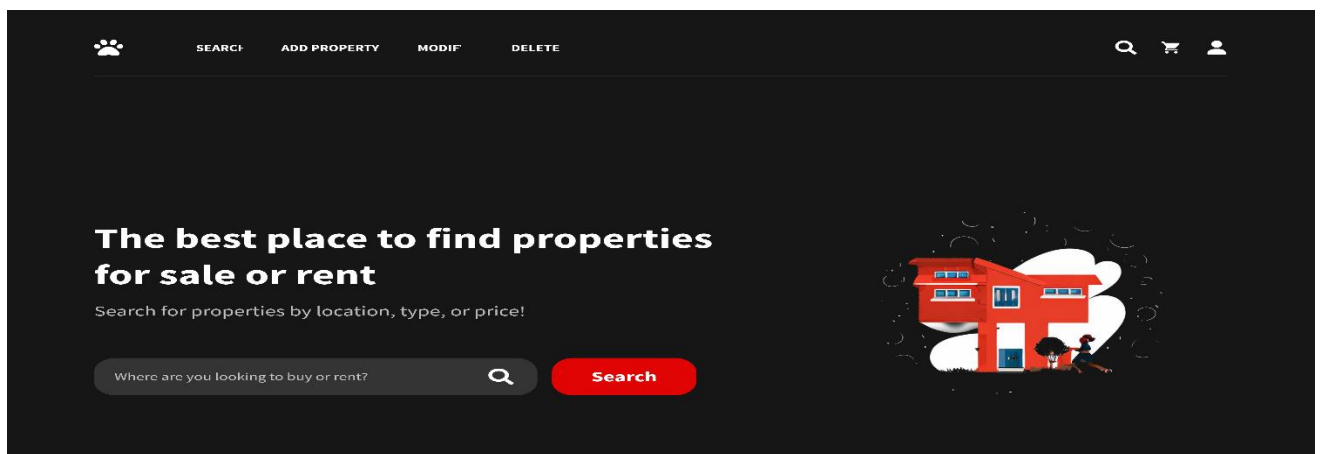 SEARCH
ADD PROPERTY
MODIF
DELETE
The best place to find properties
for sale or rent
Search for properties by location, type, or price!
Where are you looking to buy or rent?
Search